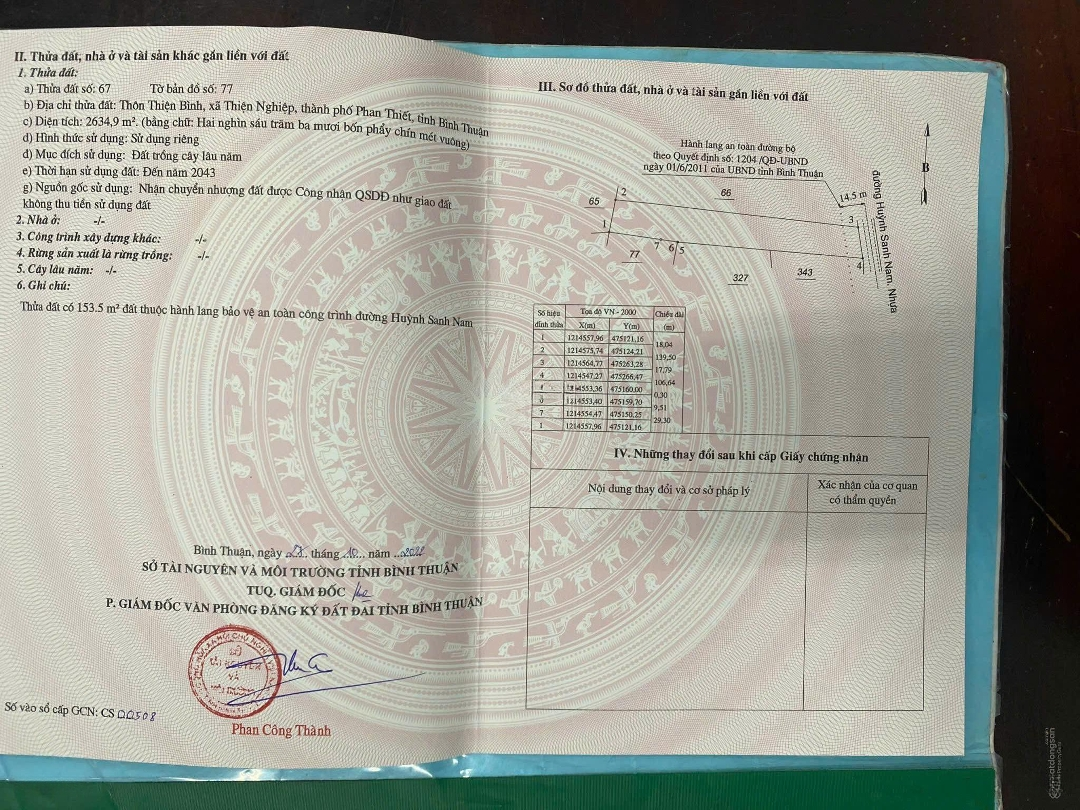 II. Thửa đất, nhà ở và tài sản khác gắn liền với đất
1. Thửa đất:
a) Thửa đất số: 67 Tờ bản đồ số: 77
b) Địa chỉ thửa đất: Thôn Thiện Bình, xã Thiện Nghiệp, thành phố Phan Thiết, tỉnh Bình Thuận
c) Diện tích: 2634,9 m². (bằng chữ: Hai nghìn sáu trăm ba mươi bốn phẩy chín mét vuông)
d) Hình thức sử dụng: Sử dụng riêng
đ) Mục đích sử dụng: Đất trồng cây lâu năm
e) Thời hạn sử dụng đất: Đến năm 2043
g) Nguồn gốc sử dụng: Nhận chuyển nhượng đất được Công nhân QSDĐ như giao đất
không thu tiền sử dụng đất
2. Nhà ở: -/-
3. Công trình xây dựng khác: -/-
4. Rừng sản xuất là rừng trồng: -/-
5. Cây lâu năm: -/-
6. Ghi chú:
Thửa đất có 153.5 m² đất thuộc hành lang bảo vệ an toàn công trình đường Huỳnh Sanh Nam
Bình Thuận, ngày tháng 10 năm
SỞ TÀI NGUYÊN VÀ MÔI TRƯỜNG TỈNH BÌNH THUẬN
TUQ. GIÁM ĐỐC
P. GIÁM ĐỐC VĂN PHÒNG ĐĂNG KÝ ĐẤT ĐAI TỈNH BÌNH THUẬN
TÀI NGUYÊN
VÀ
MÔI TRƯỜNG
Phan Công Thành
Số vào sổ cấp GCN: CS
III. Sơ đồ thửa đất, nhà ở và tài sản gắn liền với đất
Hành lang an toàn đường bộ
theo Quyết định số: 1204 /QĐ-UBND
ngày 01/6/2011 của UBND tỉnh Bình Thuận
B
14.5 m
đường Huỳnh Sanh Nam. Nhựa
65
2
66
3
1
7
6
5
4
77
327
343
Số hiệu đỉnh thửa Tọa độ VN - 2000 Chiều dài (m)
X(m) Y(m)
1 1214557,96 475121,16
18,04
2 1214575,74 475124,21
139,50
3 1214564,77 475263,28
17,79
4 1214547,27 475266,47
106,64
1214553,36 475160,00
0,30
1214553,40 475159,70
9,51
7 1214554,47 475150,25
29,30
1 1214557,96 475121,16
IV. Những thay đổi sau khi cấp Giấy chứng nhận
Nội dung thay đổi và cơ sở pháp lý
Xác nhận của cơ quan
có thẩm quyền